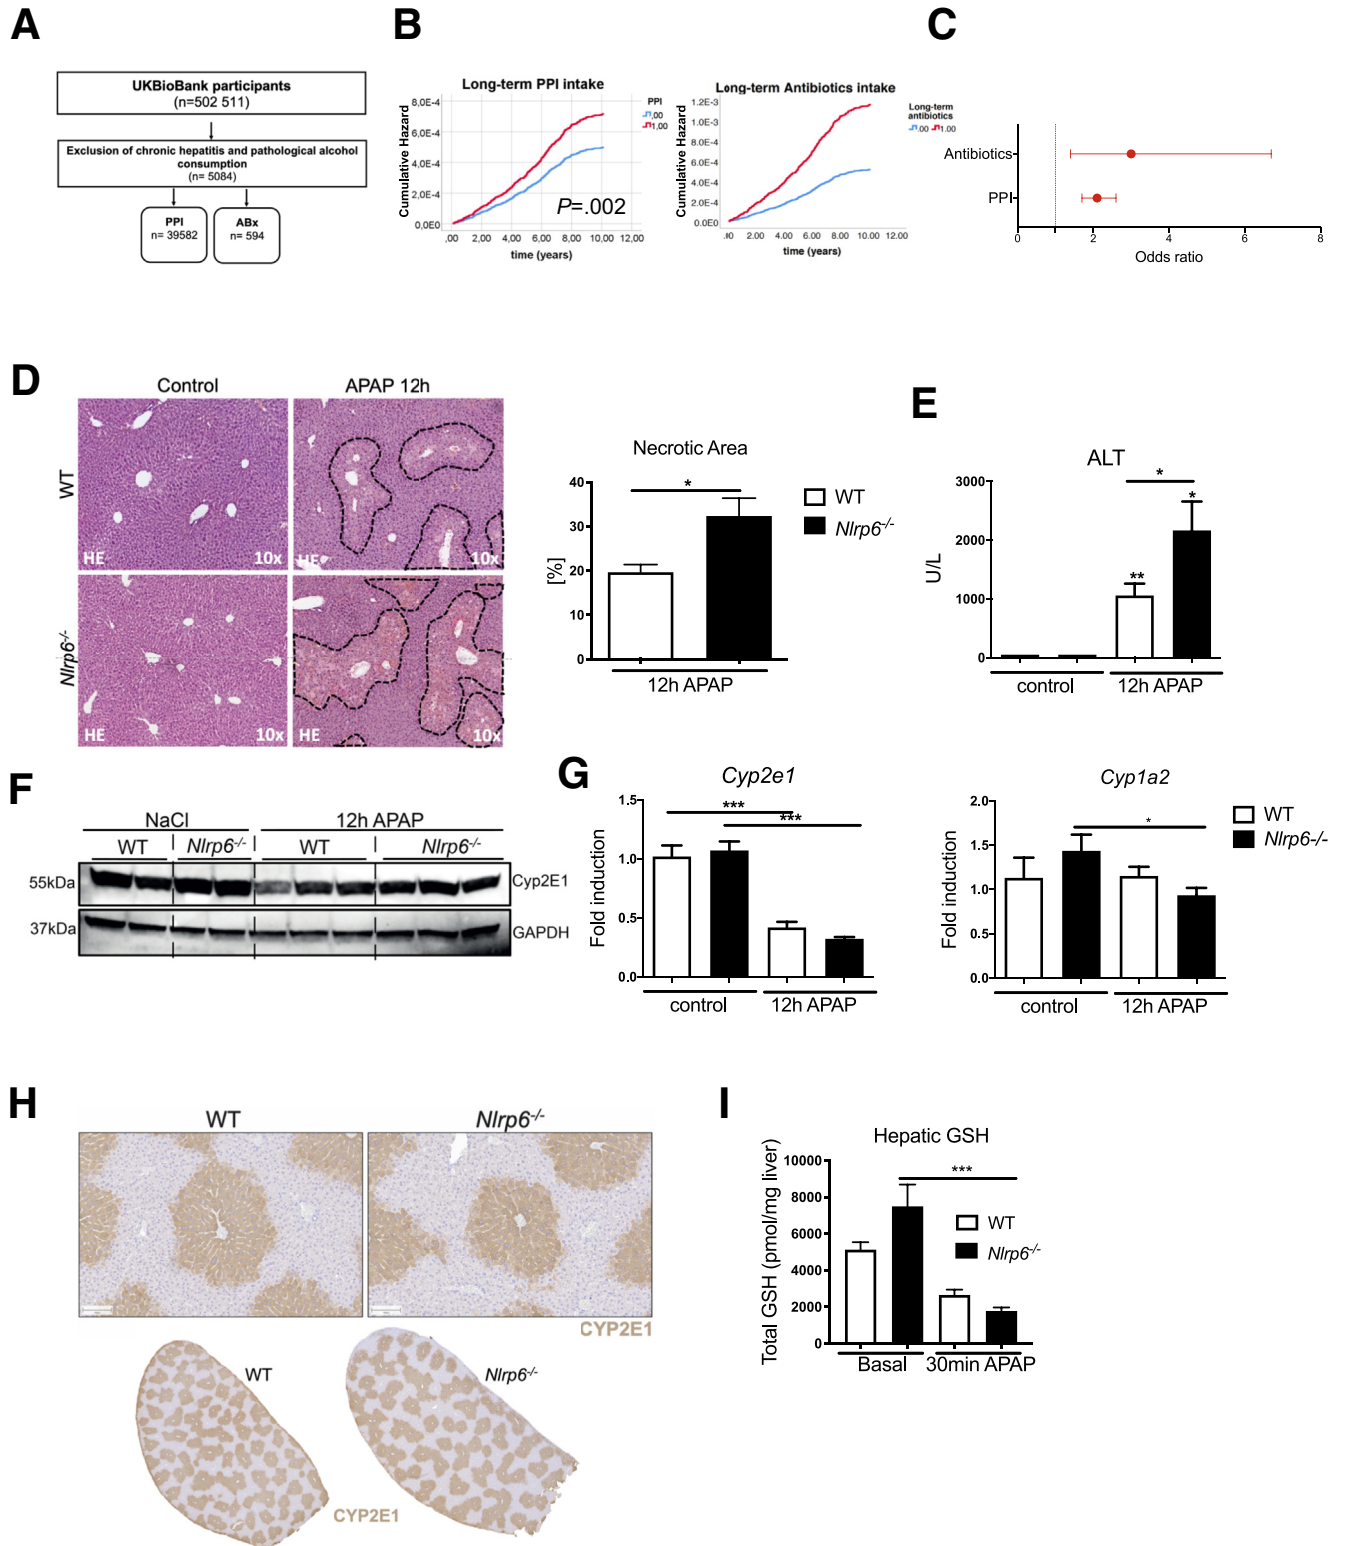 A
UKBioBank participants
(n=502 511)
Exclusion of chronic hepatitis and pathological alcohol
consumption
(n= 5084)
PPI
n= 39582
ABx
n= 594
B
Long-term PPI intake
Cumulative Hazard
8,0E-4
6,0E-4
4,0E-4
2,0E-4
0,0E0
,00
2,00
4,00
6,00
8,00
10,00
12,00
time (years)
P=.002
PPI
,00
1,00
Long-term Antibiotics intake
Cumulative Hazard
1.2E-3
1.0E-3
8.0E-4
6.0E-4
4.0E-4
2.0E-4
0.0E0
2.00
4.00
6.00
8.00
10.00
12.00
time (years)
Long-term
antibiotics
.00
1.00
C
Antibiotics
PPI
0
2
4
6
8
Odds ratio
D
Control
APAP 12h
WT
Nlrp6-/-
HE
10x
HE
10x
HE
10x
HE
10x
Necrotic Area
[%]
40
30
20
10
0
*
12h APAP
WT
Nlrp6-/-
E
ALT
U/L
3000
2000
1000
0
*
*
**
control
12h APAP
F
NaCl
12h APAP
WT
Nlrp6-/-
WT
Nlrp6-/-
55kDa
Cyp2E1
37kDa
GAPDH
G
Cyp2e1
Fold induction
1.5
1.0
0.5
0.0
***
***
control
12h APAP
Cyp1a2
Fold induction
2.0
1.5
1.0
0.5
0.0
*
control
12h APAP
WT
Nlrp6-/-
H
WT
Nlrp6-/-
CYP2E1
WT
Nlrp6-/-
CYP2E1
I
Hepatic GSH
Total GSH (pmol/mg liver)
10000
8000
6000
4000
2000
0
***
WT
Nlrp6-/-
Basal
30min APAP